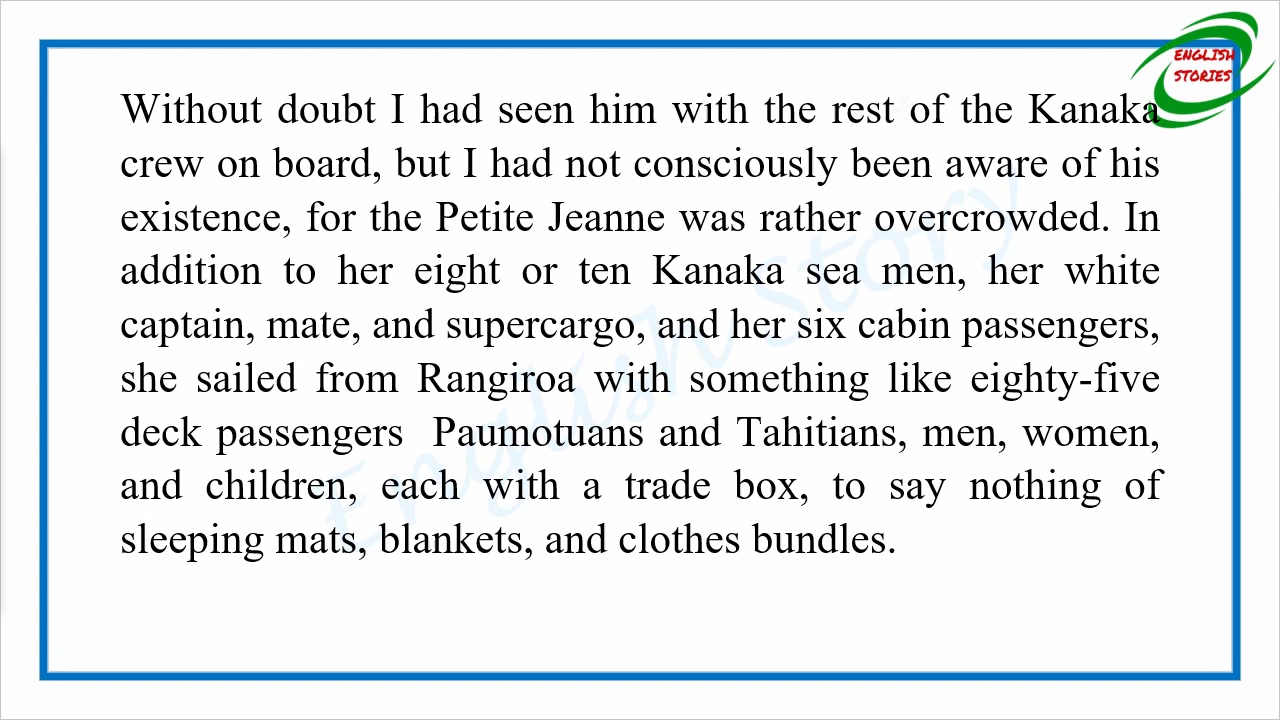 ENGLISH
STORIES
Without doubt I had seen him with the rest of the Kanaka
crew on board, but I had not consciously been aware of his
existence, for the Petite Jeanne was rather overcrowded. In
addition to her eight or ten Kanaka sea men, her white
captain, mate, and supercargo, and her six cabin passengers,
she sailed from Rangiroa with something like eighty-five
deck passengers  Paumotuans and Tahitians, men, women,
and children, each with a trade box, to say nothing of
sleeping mats, blankets, and clothes bundles.
English Story